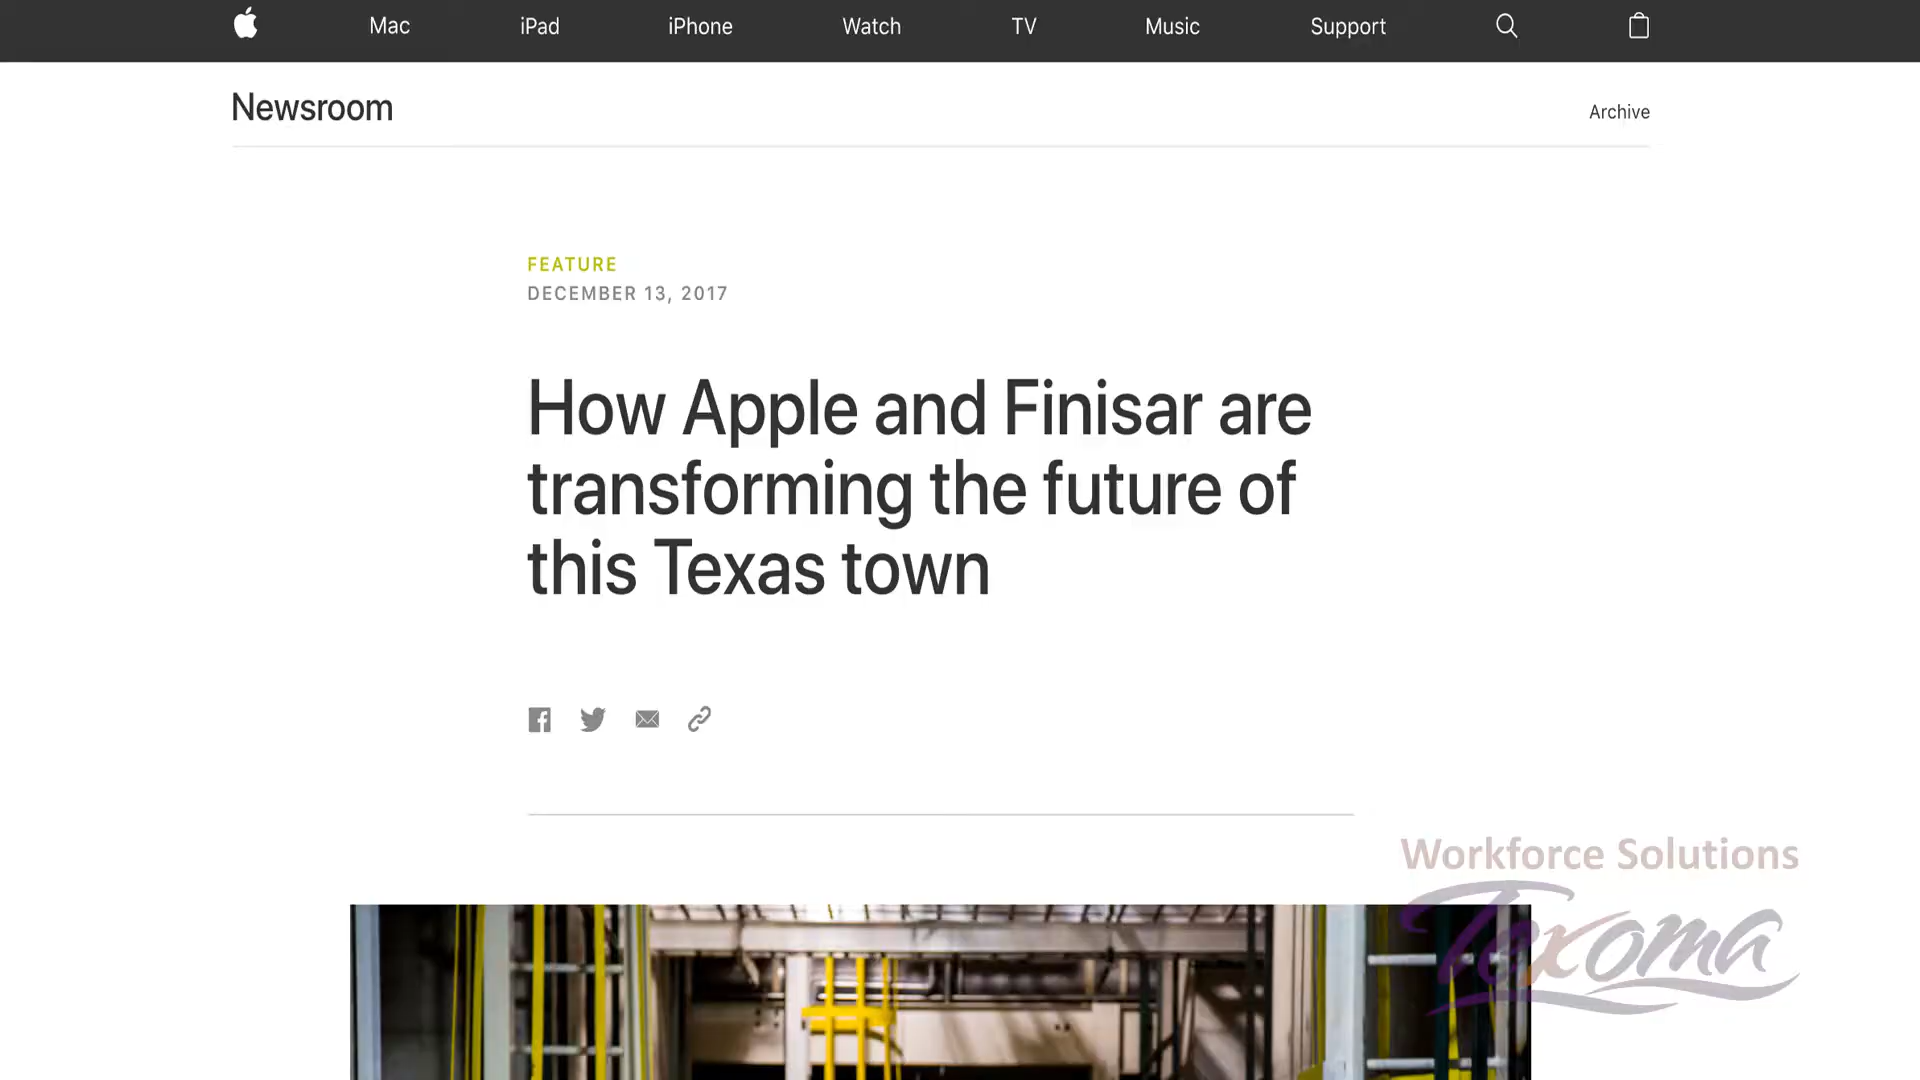 Mac iPad iPhone Watch TV Music Support
Newsroom
Archive
FEATURE
DECEMBER 13, 2017
How Apple and Finisar are
transforming the future of
this Texas town
Workforce Solutions
Texoma